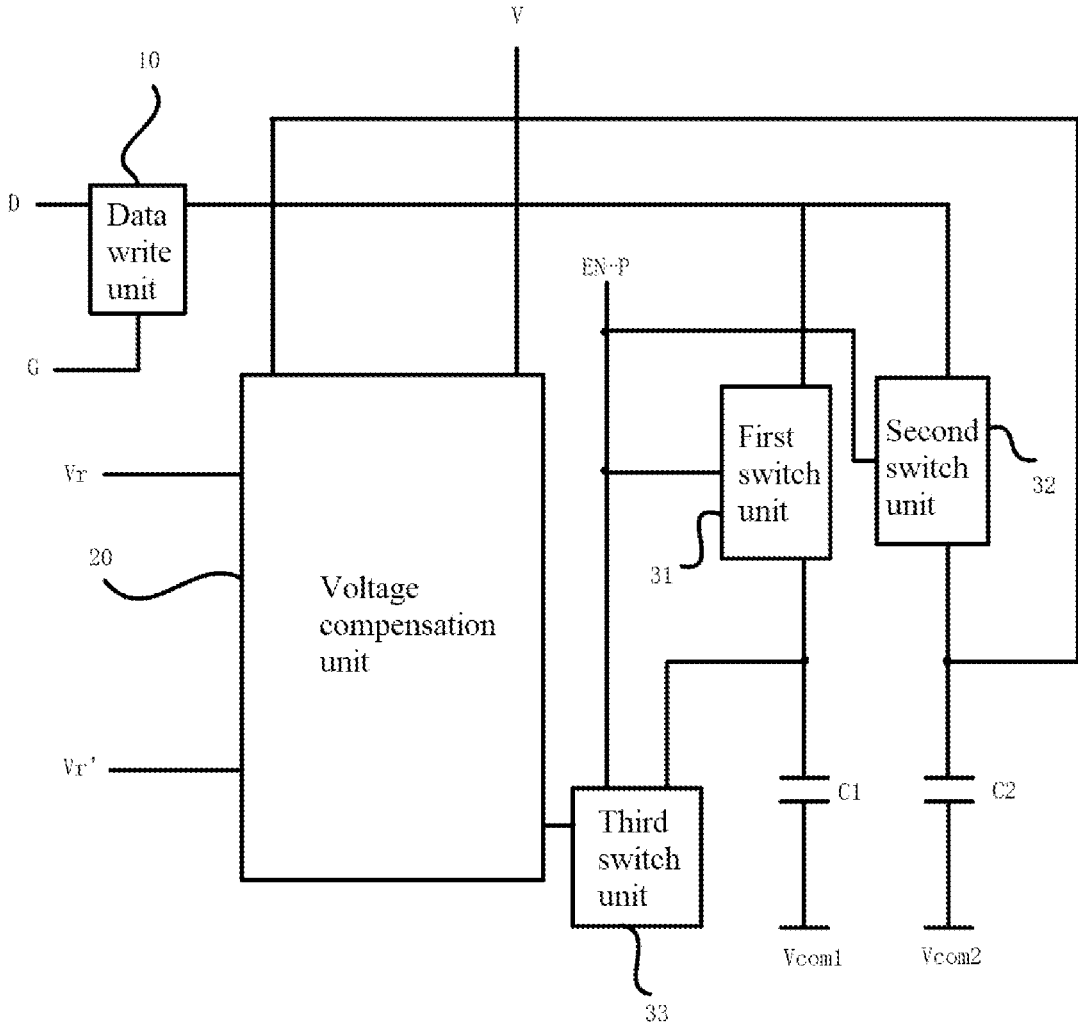 V
10
D
Data
write
unit
EN-P
G
First
switch
unit
Second
switch
unit
Vr
32
20
31
Voltage
compensation
unit
Vr'
C1
C2
Third
switch
unit
Vcom1
Vcom2
33